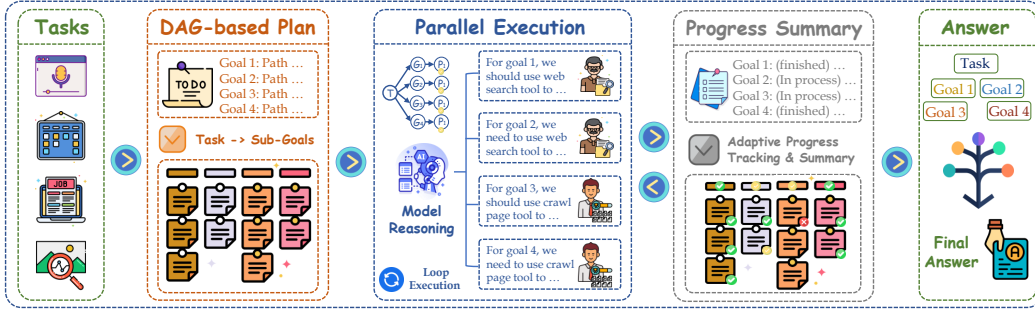 Tasks
JOB
DAG-based Plan
TO DO
Goal 1: Path ...
Goal 2: Path ...
Goal 3: Path ...
Goal 4: Path ...
Task -> Sub-Goals
Parallel Execution
T
G1
P1
G2
P1
G3
P1
G4
P1
Model
Reasoning
Loop
Execution
For goal 1, we
should use web
search tool to ...
For goal 2, we
need to use web
search tool to ...
For goal 3, we
should use crawl
page tool to ...
For goal 4, we
need to use crawl
page tool to ...
Progress Summary
Goal 1: (finished) ...
Goal 2: (In process) ...
Goal 3: (In process) ...
Goal 4: (finished) ...
Adaptive Progress
Tracking & Summary
Answer
Task
Goal 1
Goal 2
Goal 3
Goal 4
Final
Answer
A